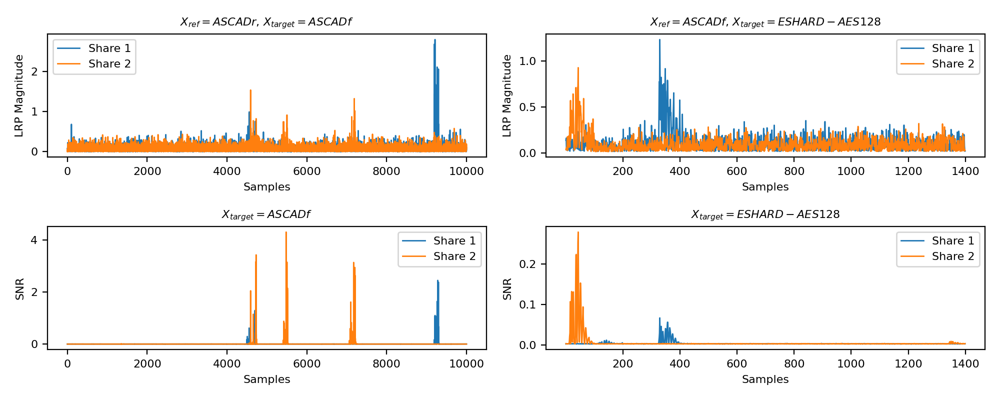 X_ref = ASCADr, X_target = ASCADf
LRP Magnitude
2
1
0
Share 1
Share 2
0 2000 4000 6000 8000 10000
Samples
X_ref = ASCADf, X_target = ESHARD − AES128
LRP Magnitude
1.0
0.5
0.0
Share 1
Share 2
200 400 600 800 1000 1200 1400
Samples
X_target = ASCADf
SNR
4
2
0
Share 1
Share 2
0 2000 4000 6000 8000 10000
Samples
X_target = ESHARD − AES128
SNR
0.2
0.1
0.0
Share 1
Share 2
200 400 600 800 1000 1200 1400
Samples